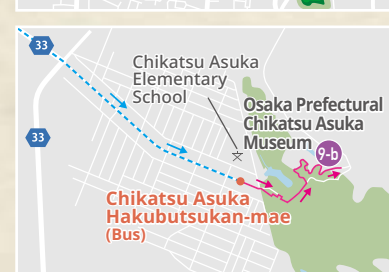 33
Chikatsu Asuka
Elementary
School
33
Osaka Prefectural
Chikatsu Asuka
Museum
9-b
Chikatsu Asuka
Hakubutsukan-mae
(Bus)